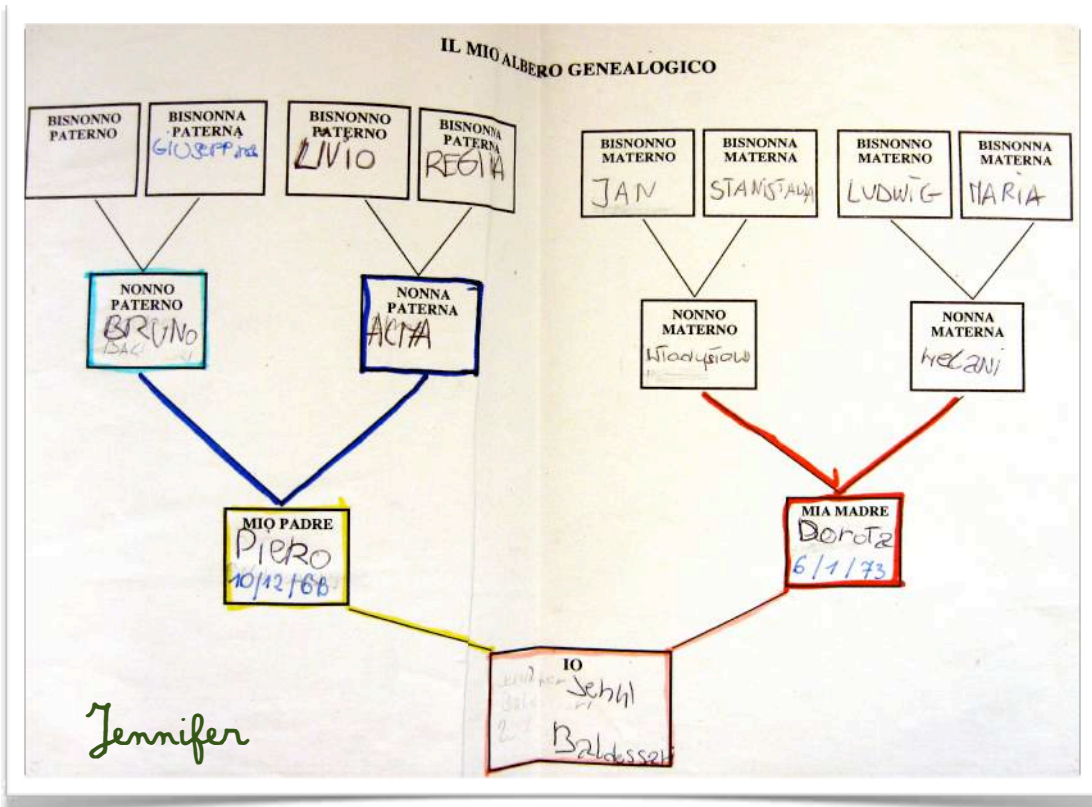 IL MIO ALBERO GENEALOGICO
BISNONNO
PATERNO
BISNONNA
PATERNA
BISNONNO
PATERNO
LIVIO
BISNONNA
PATERNA
REGINA
BISNONNO
MATERNO
JAN
BISNONNA
MATERNA
STANISŁAWA
BISNONNO
MATERNO
LUDWIG
BISNONNA
MATERNA
MARIA
NONNO
PATERNO
BRUNO
NONNA
PATERNA
NONNO
MATERNO
Władysław
NONNA
MATERNA
MIO PADRE
Piero
10/12/68
MIA MADRE
Dorota
6/1/73
IO
Baldessari
Jennifer